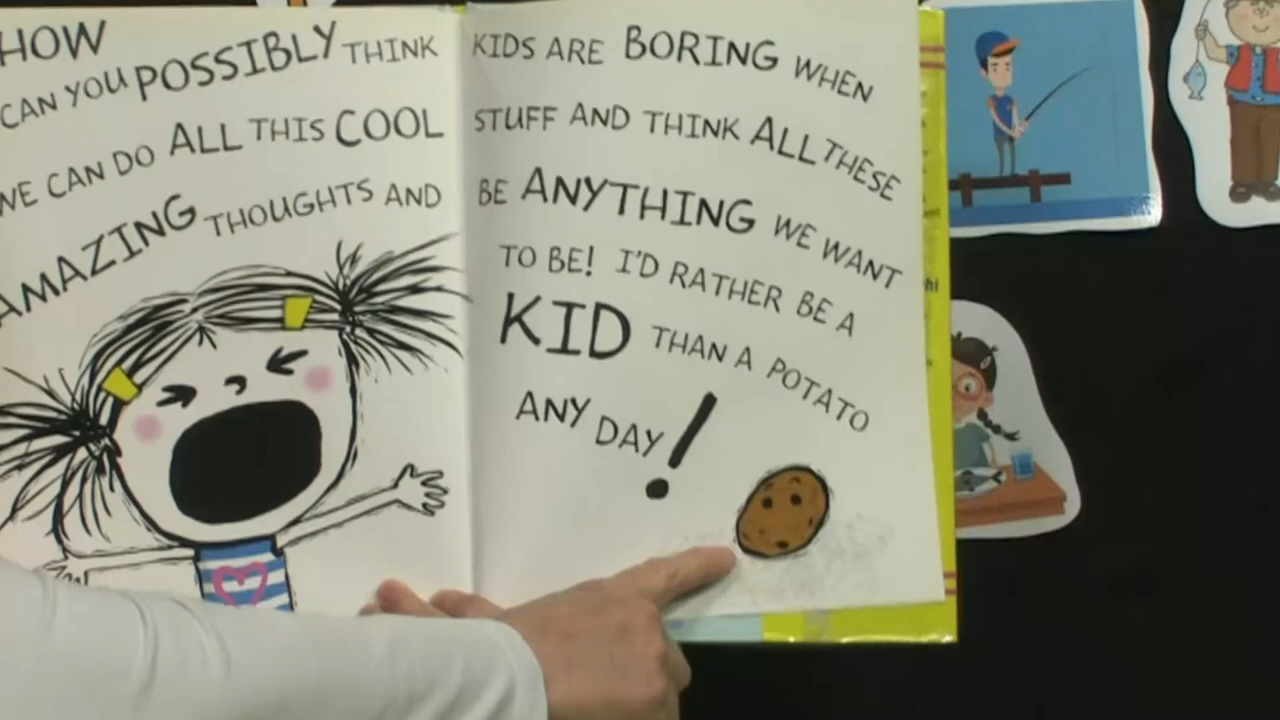 HOW
CAN YOU POSSIBLY THINK KIDS ARE BORING WHEN
WE CAN DO ALL THIS COOL STUFF AND THINK ALL THESE
AMAZING THOUGHTS AND BE ANYTHING WE WANT
TO BE! I'D RATHER BE A
KID THAN A POTATO
ANY DAY!
hi